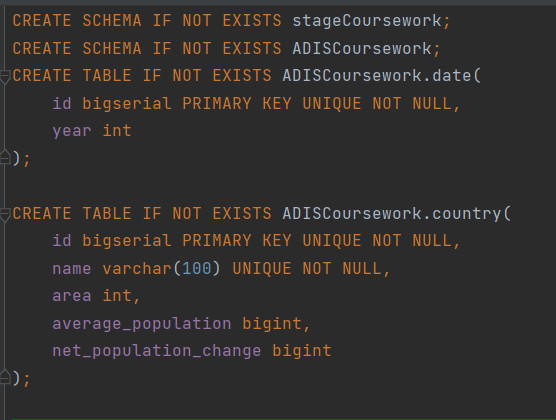 CREATE SCHEMA IF NOT EXISTS stageCoursework;
CREATE SCHEMA IF NOT EXISTS ADISCoursework;
CREATE TABLE IF NOT EXISTS ADISCoursework.date(
    id bigserial PRIMARY KEY UNIQUE NOT NULL,
    year int
);

CREATE TABLE IF NOT EXISTS ADISCoursework.country(
    id bigserial PRIMARY KEY UNIQUE NOT NULL,
    name varchar(100) UNIQUE NOT NULL,
    area int,
    average_population bigint,
    net_population_change bigint
);